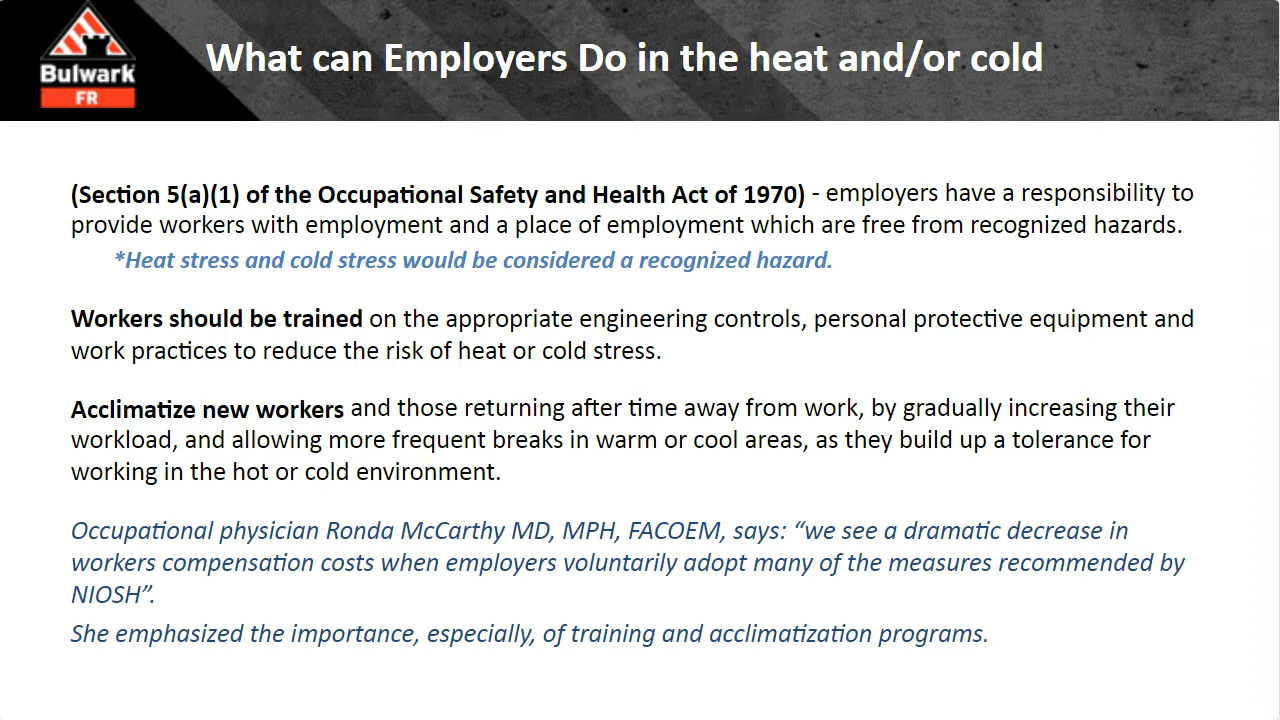 Bulwark
FR
What can Employers Do in the heat and/or cold
(Section 5(a)(1) of the Occupational Safety and Health Act of 1970) - employers have a responsibility to
provide workers with employment and a place of employment which are free from recognized hazards.
*Heat stress and cold stress would be considered a recognized hazard.
Workers should be trained on the appropriate engineering controls, personal protective equipment and
work practices to reduce the risk of heat or cold stress.
Acclimatize new workers and those returning after time away from work, by gradually increasing their
workload, and allowing more frequent breaks in warm or cool areas, as they build up a tolerance for
working in the hot or cold environment.
Occupational physician Ronda McCarthy MD, MPH, FACOEM, says: “we see a dramatic decrease in
workers compensation costs when employers voluntarily adopt many of the measures recommended by
NIOSH”.
She emphasized the importance, especially, of training and acclimatization programs.